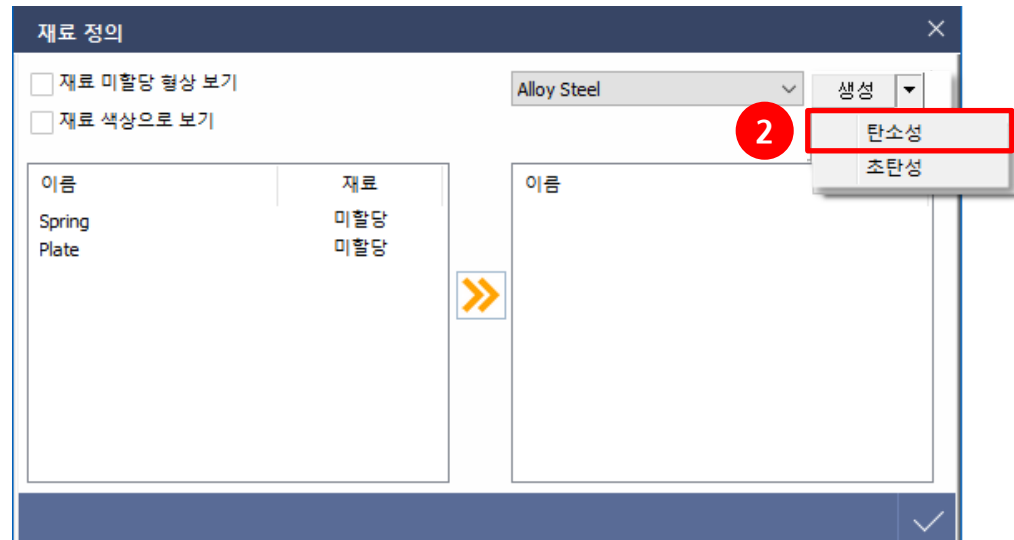 재료 정의
재료 미할당 형상 보기
재료 색상으로 보기
Alloy Steel
생성
2
탄소성
초탄성
이름 재료
Spring 미할당
Plate 미할당
이름